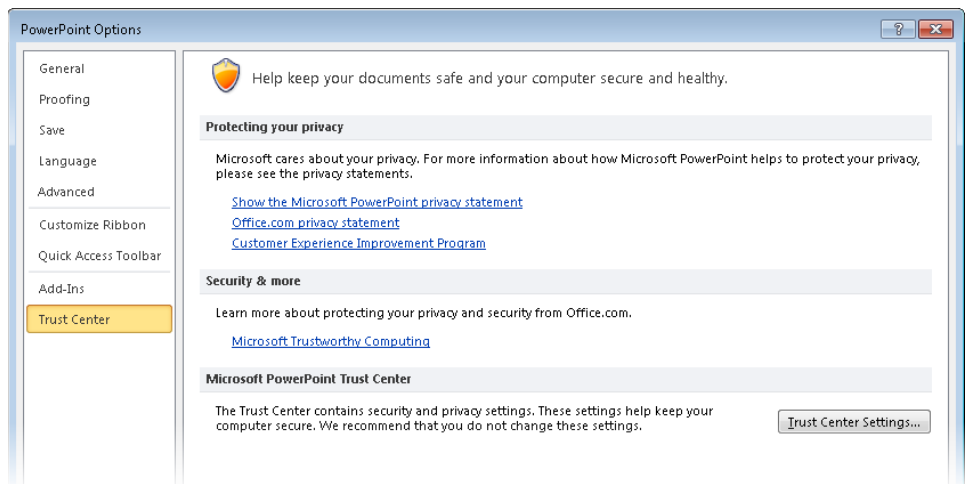 PowerPoint Options
General
Proofing
Save
Language
Advanced
Customize Ribbon
Quick Access Toolbar
Add-Ins
Trust Center
Help keep your documents safe and your computer secure and healthy.
Protecting your privacy
Microsoft cares about your privacy. For more information about how Microsoft PowerPoint helps to protect your privacy,
please see the privacy statements.
Show the Microsoft PowerPoint privacy statement
Office.com privacy statement
Customer Experience Improvement Program
Security & more
Learn more about protecting your privacy and security from Office.com.
Microsoft Trustworthy Computing
Microsoft PowerPoint Trust Center
The Trust Center contains security and privacy settings. These settings help keep your
computer secure. We recommend that you do not change these settings.
Trust Center Settings...